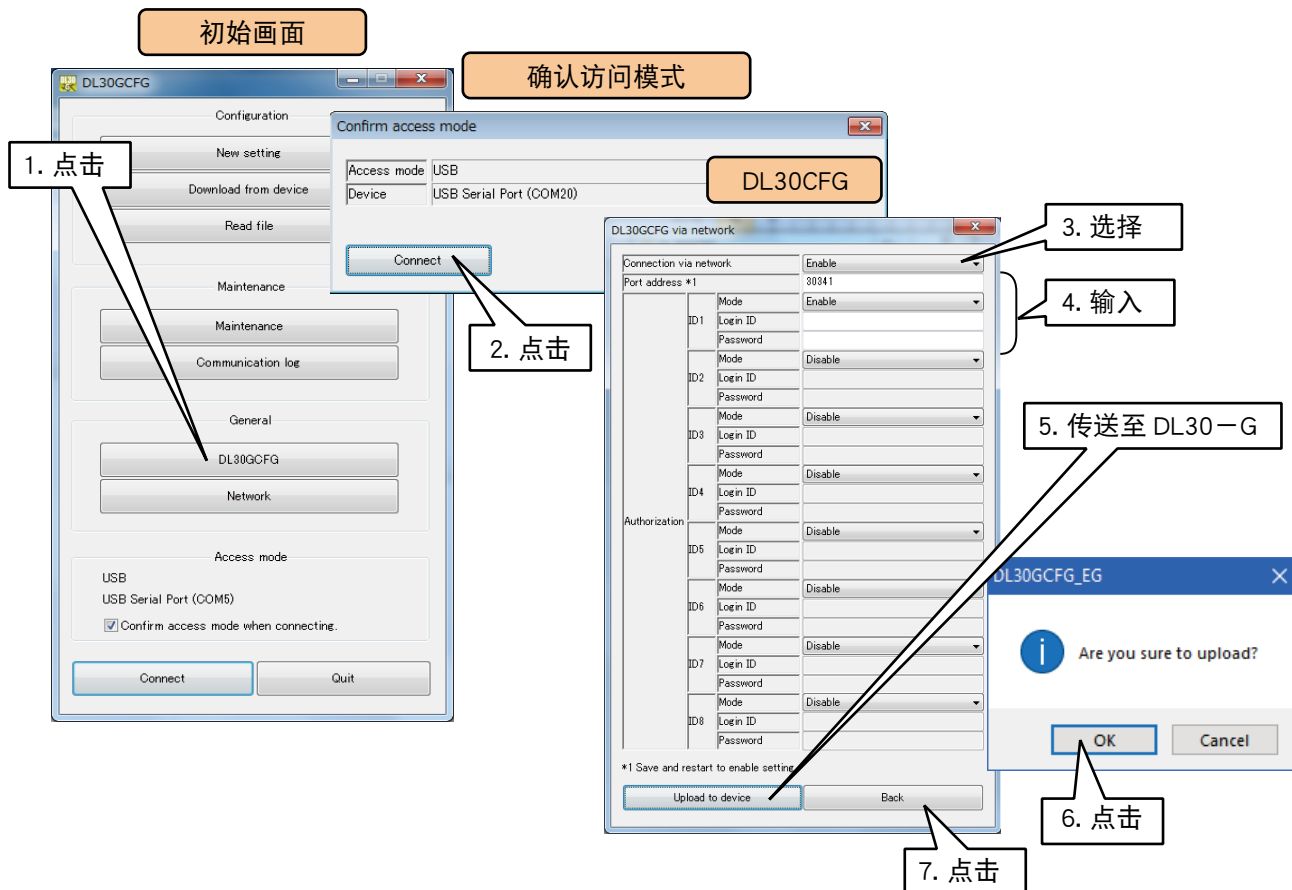 初始画面
确认访问模式
DL30GCFG
Configuration
New setting
Download from device
Read file
Maintenance
Maintenance
Communication log
General
DL30GCFG
Network
Access mode
USB
USB Serial Port (COM5)
Confirm access mode when connecting.
Connect Quit
1. 点击
Confirm access mode
Access mode USB
Device USB Serial Port (COM20)
Connect
2. 点击
DL30CFG
DL30GCFG via network
Connection via network Enable
Port address *1 30341
Authorization
ID1 Mode Enable
Login ID
Password
ID2 Mode Disable
Login ID
Password
ID3 Mode Disable
Login ID
Password
ID4 Mode Disable
Login ID
Password
ID5 Mode Disable
Login ID
Password
ID6 Mode Disable
Login ID
Password
ID7 Mode Disable
Login ID
Password
ID8 Mode Disable
Login ID
Password
*1 Save and restart to enable setting
Upload to device Back
3. 选择
4. 输入
5. 传送至 DL30－G
DL30GCFG_EG
Are you sure to upload?
OK Cancel
6. 点击
7. 点击